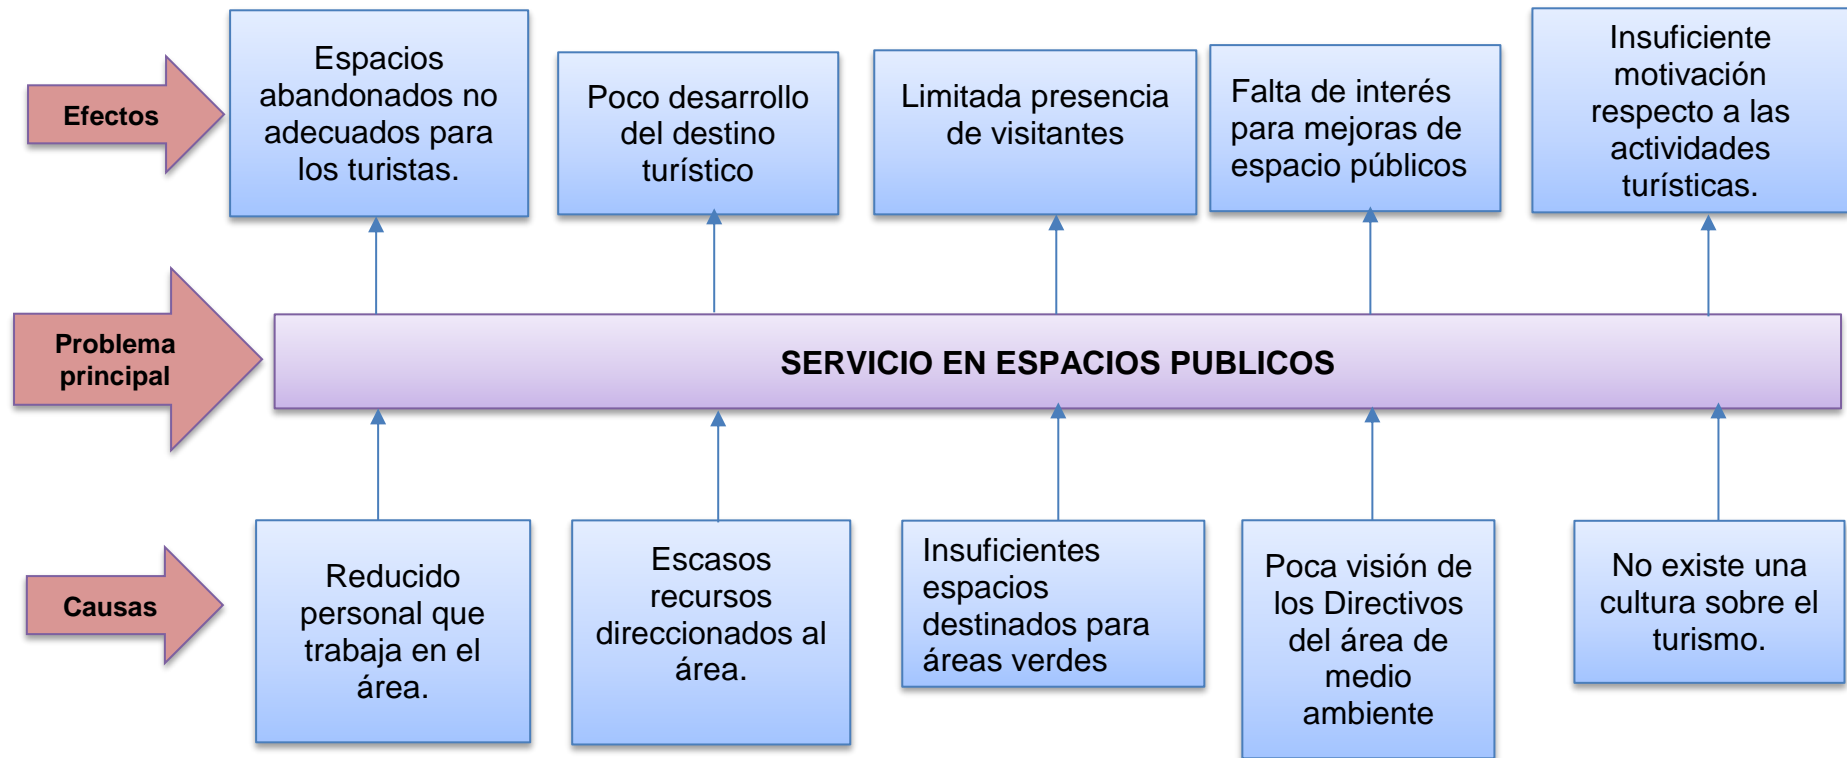 Efectos
Espacios
abandonados no
adecuados para
los turistas.
Poco desarrollo
del destino
turístico
Limitada presencia
de visitantes
Falta de interés
para mejoras de
espacio públicos
Insuficiente
motivación
respecto a las
actividades
turísticas.
Problema
principal
SERVICIO EN ESPACIOS PUBLICOS
Causas
Reducido
personal que
trabaja en el
área.
Escasos
recursos
direccionados al
área.
Insuficientes
espacios
destinados para
áreas verdes
Poca visión de
los Directivos
del área de
medio
ambiente
No existe una
cultura sobre el
turismo.